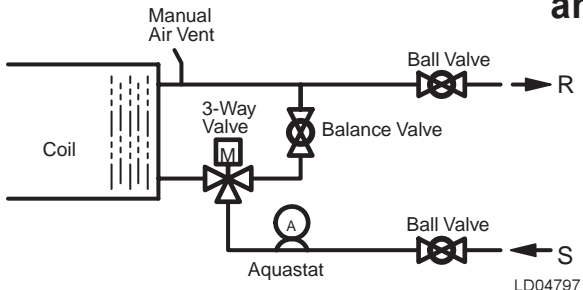 ar
Manual
Air Vent
Ball Valve
R
3-Way
Valve
M
Balance Valve
Coil
A
Ball Valve
S
Aquastat
LD04797